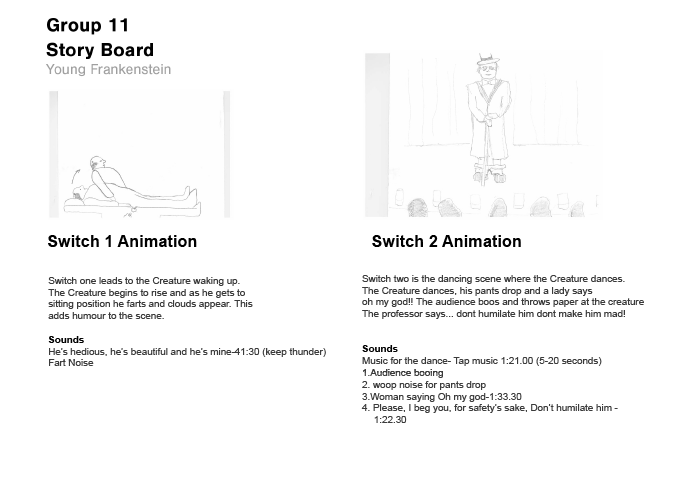 Group 11
Story Board
Young Frankenstein
Switch 1 Animation
Switch one leads to the Creature waking up.
The Creature begins to rise and as he gets to
sitting position he farts and clouds appear. This
adds humour to the scene.
Sounds
He's hedious, he's beautiful and he's mine-41:30 (keep thunder)
Fart Noise
Switch 2 Animation
Switch two is the dancing scene where the Creature dances.
The Creature dances, his pants drop and a lady says
oh my god!! The audience boos and throws paper at the creature
The professor says... dont humilate him dont make him mad!
Sounds
Music for the dance- Tap music 1:21.00 (5-20 seconds)
1.Audience booing
2. woop noise for pants drop
3.Woman saying Oh my god-1:33.30
4. Please, I beg you, for safety's sake, Don't humilate him -
1:22.30